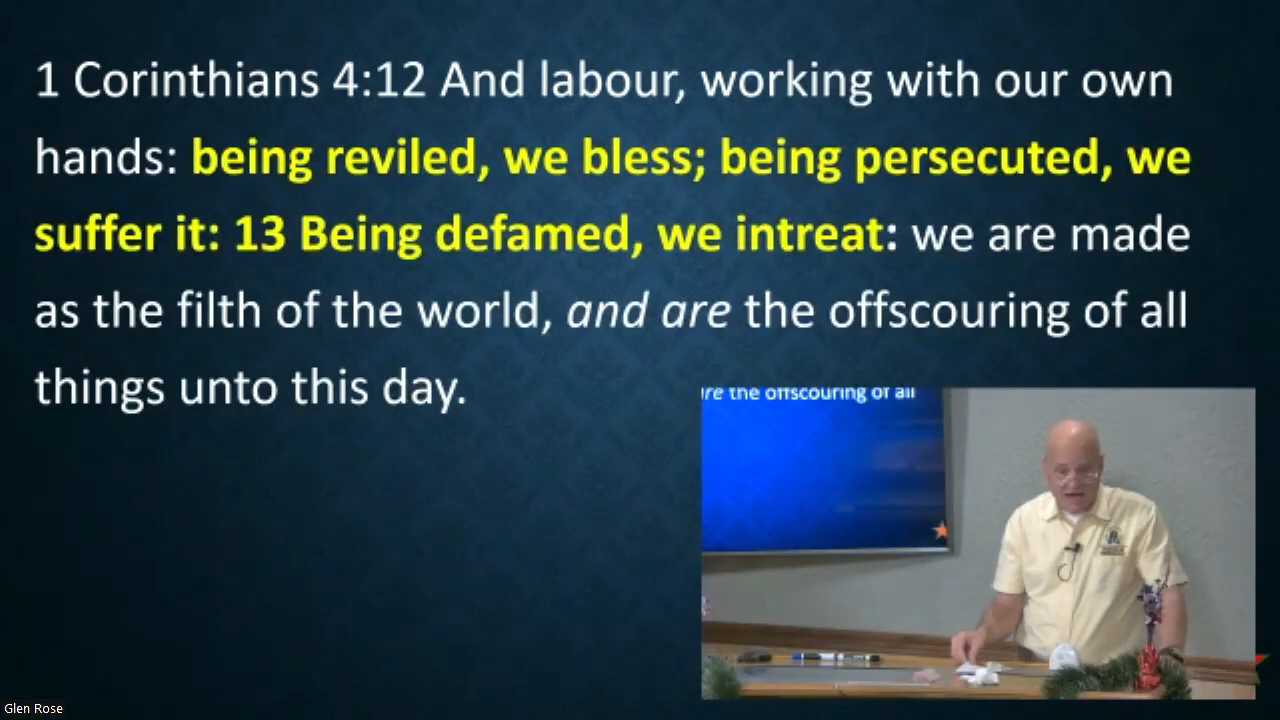 1 Corinthians 4:12 And labour, working with our own
hands: being reviled, we bless; being persecuted, we
suffer it: 13 Being defamed, we intreat: we are made
as the filth of the world, and are the offscouring of all
things unto this day.
are the offscouring of all
Glen Rose